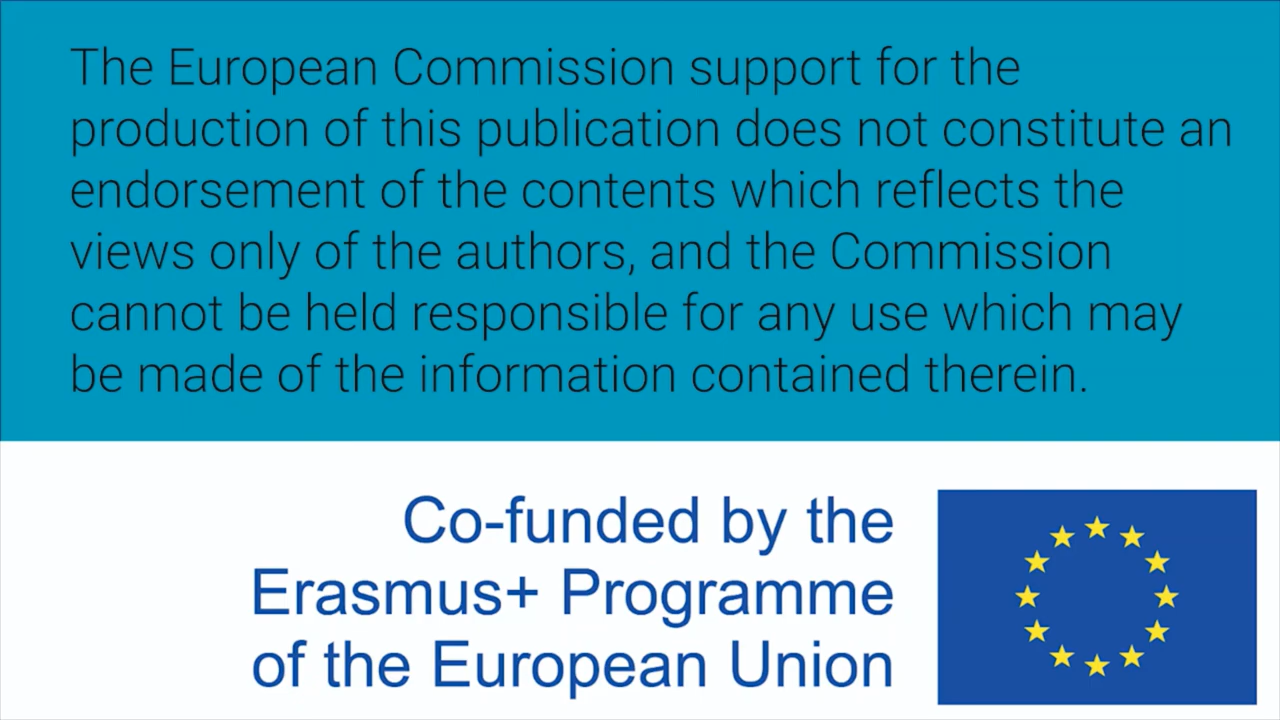 The European Commission support for the
production of this publication does not constitute an
endorsement of the contents which reflects the
views only of the authors, and the Commission
cannot be held responsible for any use which may
be made of the information contained therein.
Co-funded by the
Erasmus+ Programme
of the European Union